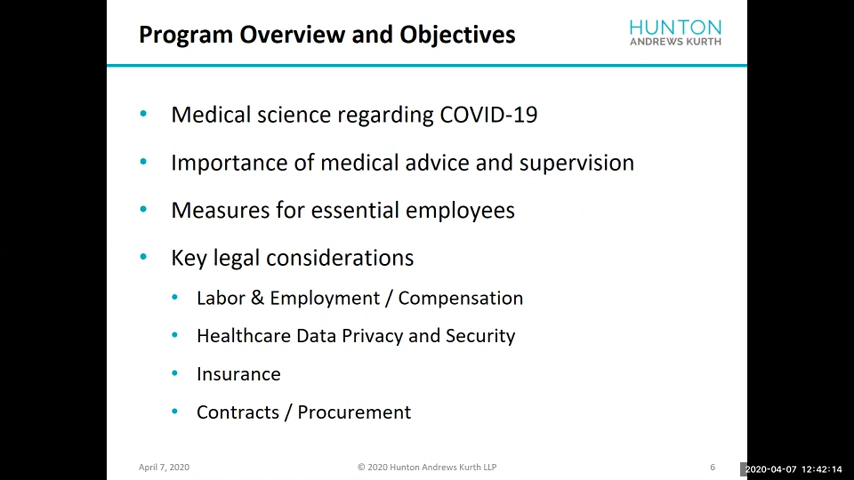 Program Overview and Objectives
HUNTON
ANDREWS KURTH
• Medical science regarding COVID-19
• Importance of medical advice and supervision
• Measures for essential employees
• Key legal considerations
• Labor & Employment / Compensation
• Healthcare Data Privacy and Security
• Insurance
• Contracts / Procurement
April 7, 2020
© 2020 Hunton Andrews Kurth LLP
6
2020-04-07 12:42:14